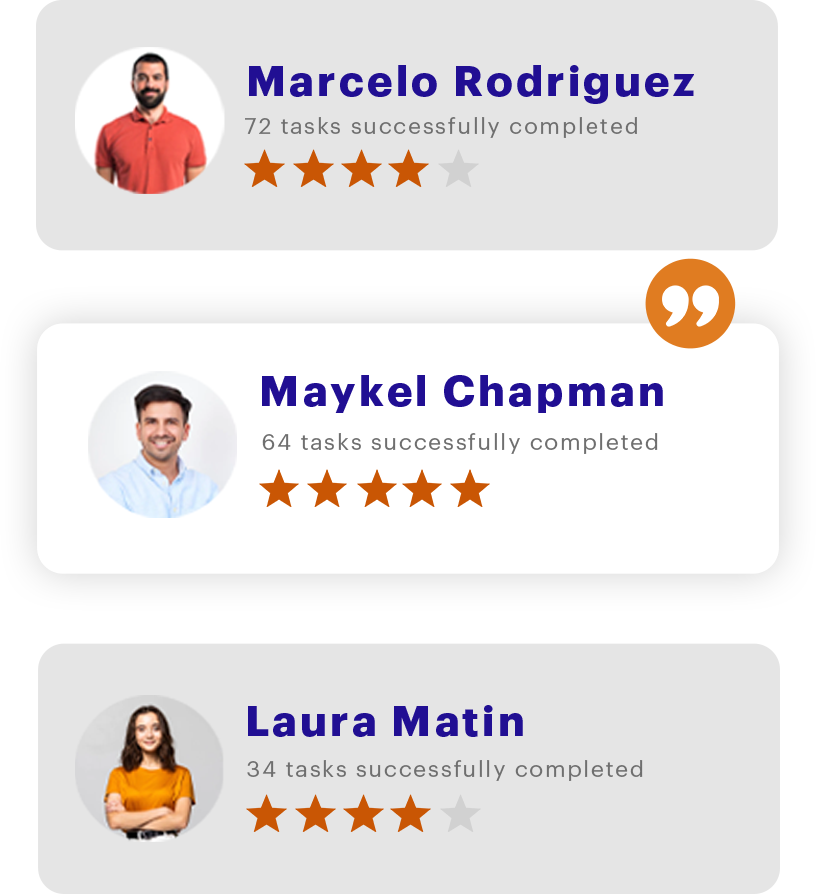 Marcelo Rodriguez
72 tasks successfully completed
Maykel Chapman
64 tasks successfully completed
Laura Matin
34 tasks successfully completed